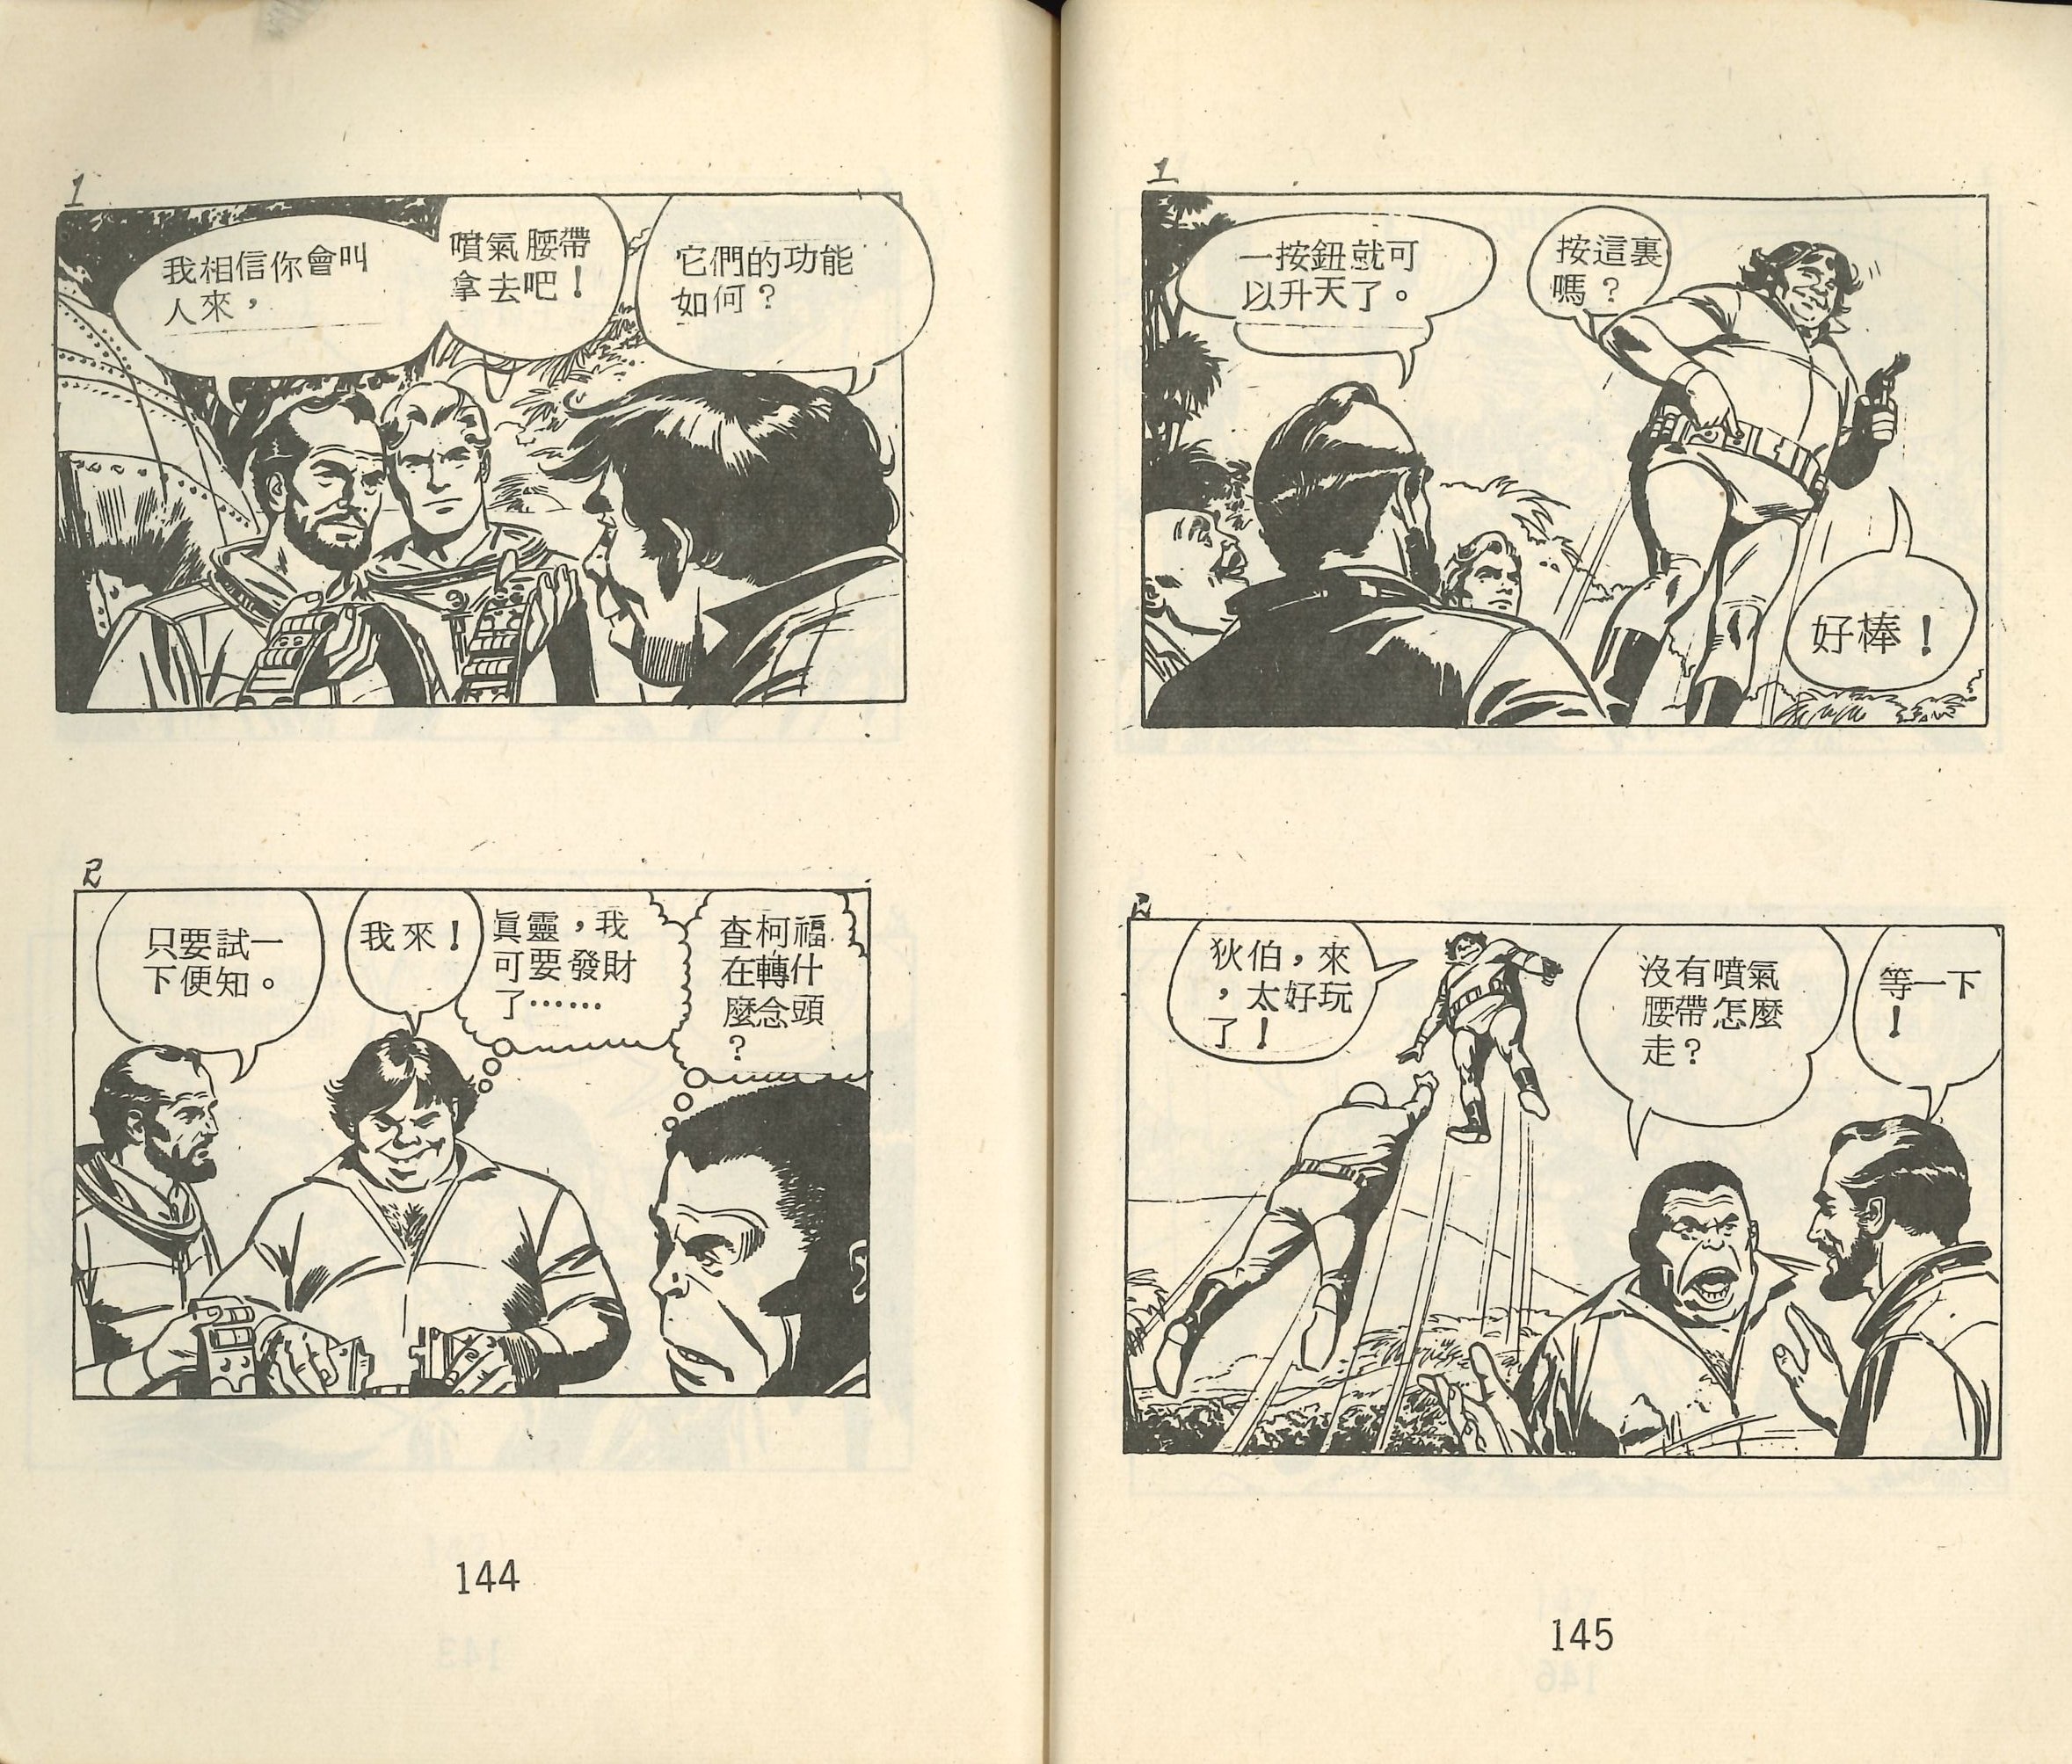 1
我相信你會叫
人來，
噴氣腰帶
拿去吧！
它們的功能
如何？
2
只要試一
下便知。
我來！
眞靈，我
可要發財
了……
查柯福
在轉什
麼念頭
？
144
1
一按鈕就可
以升天了。
按這裏
嗎？
好棒！
2
狄伯，來
，太好玩
了！
沒有噴氣
腰帶怎麼
走？
等一下
！
145